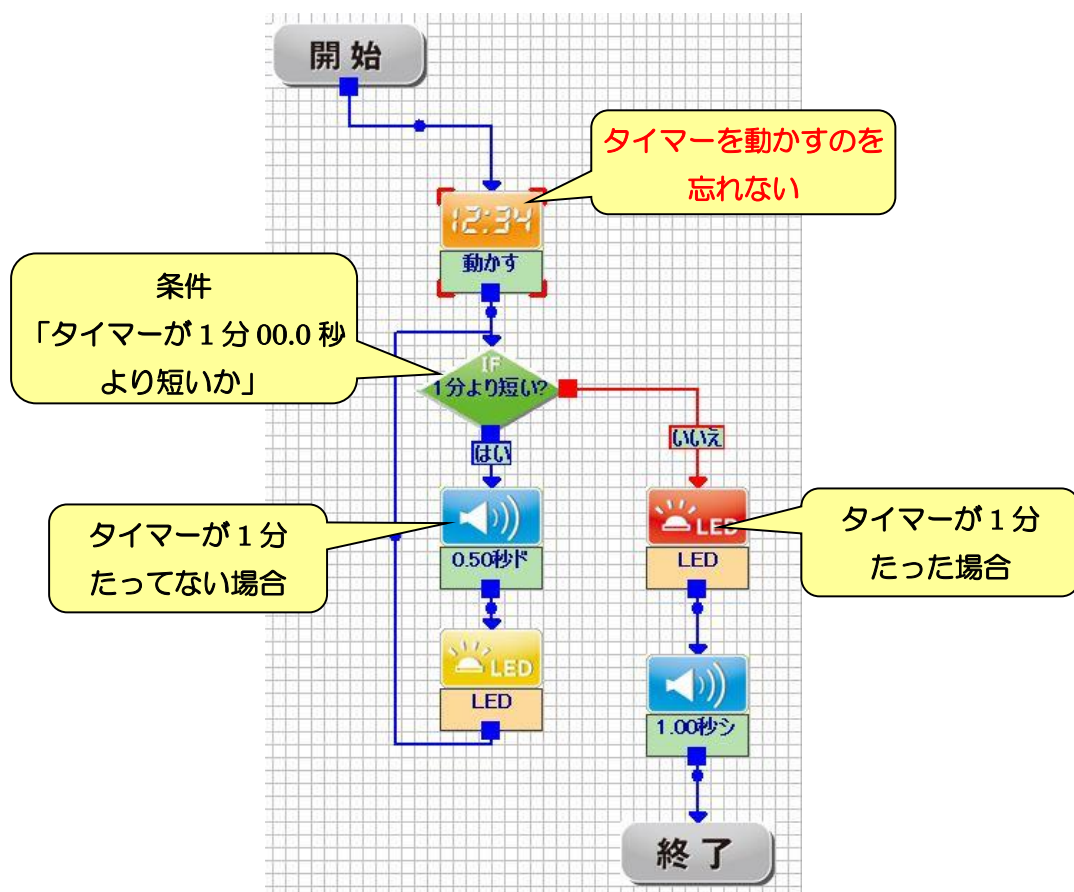 開始
タイマーを動かすのを
忘れない
12:34
動かす
条件
「タイマーが1分00.0秒
より短いか」
IF
1分より短い?
はい
いいえ
タイマーが1分
たってない場合
0.50秒ド
LED
LED
タイマーが1分
たった場合
LED
LED
1.00秒シ
終了